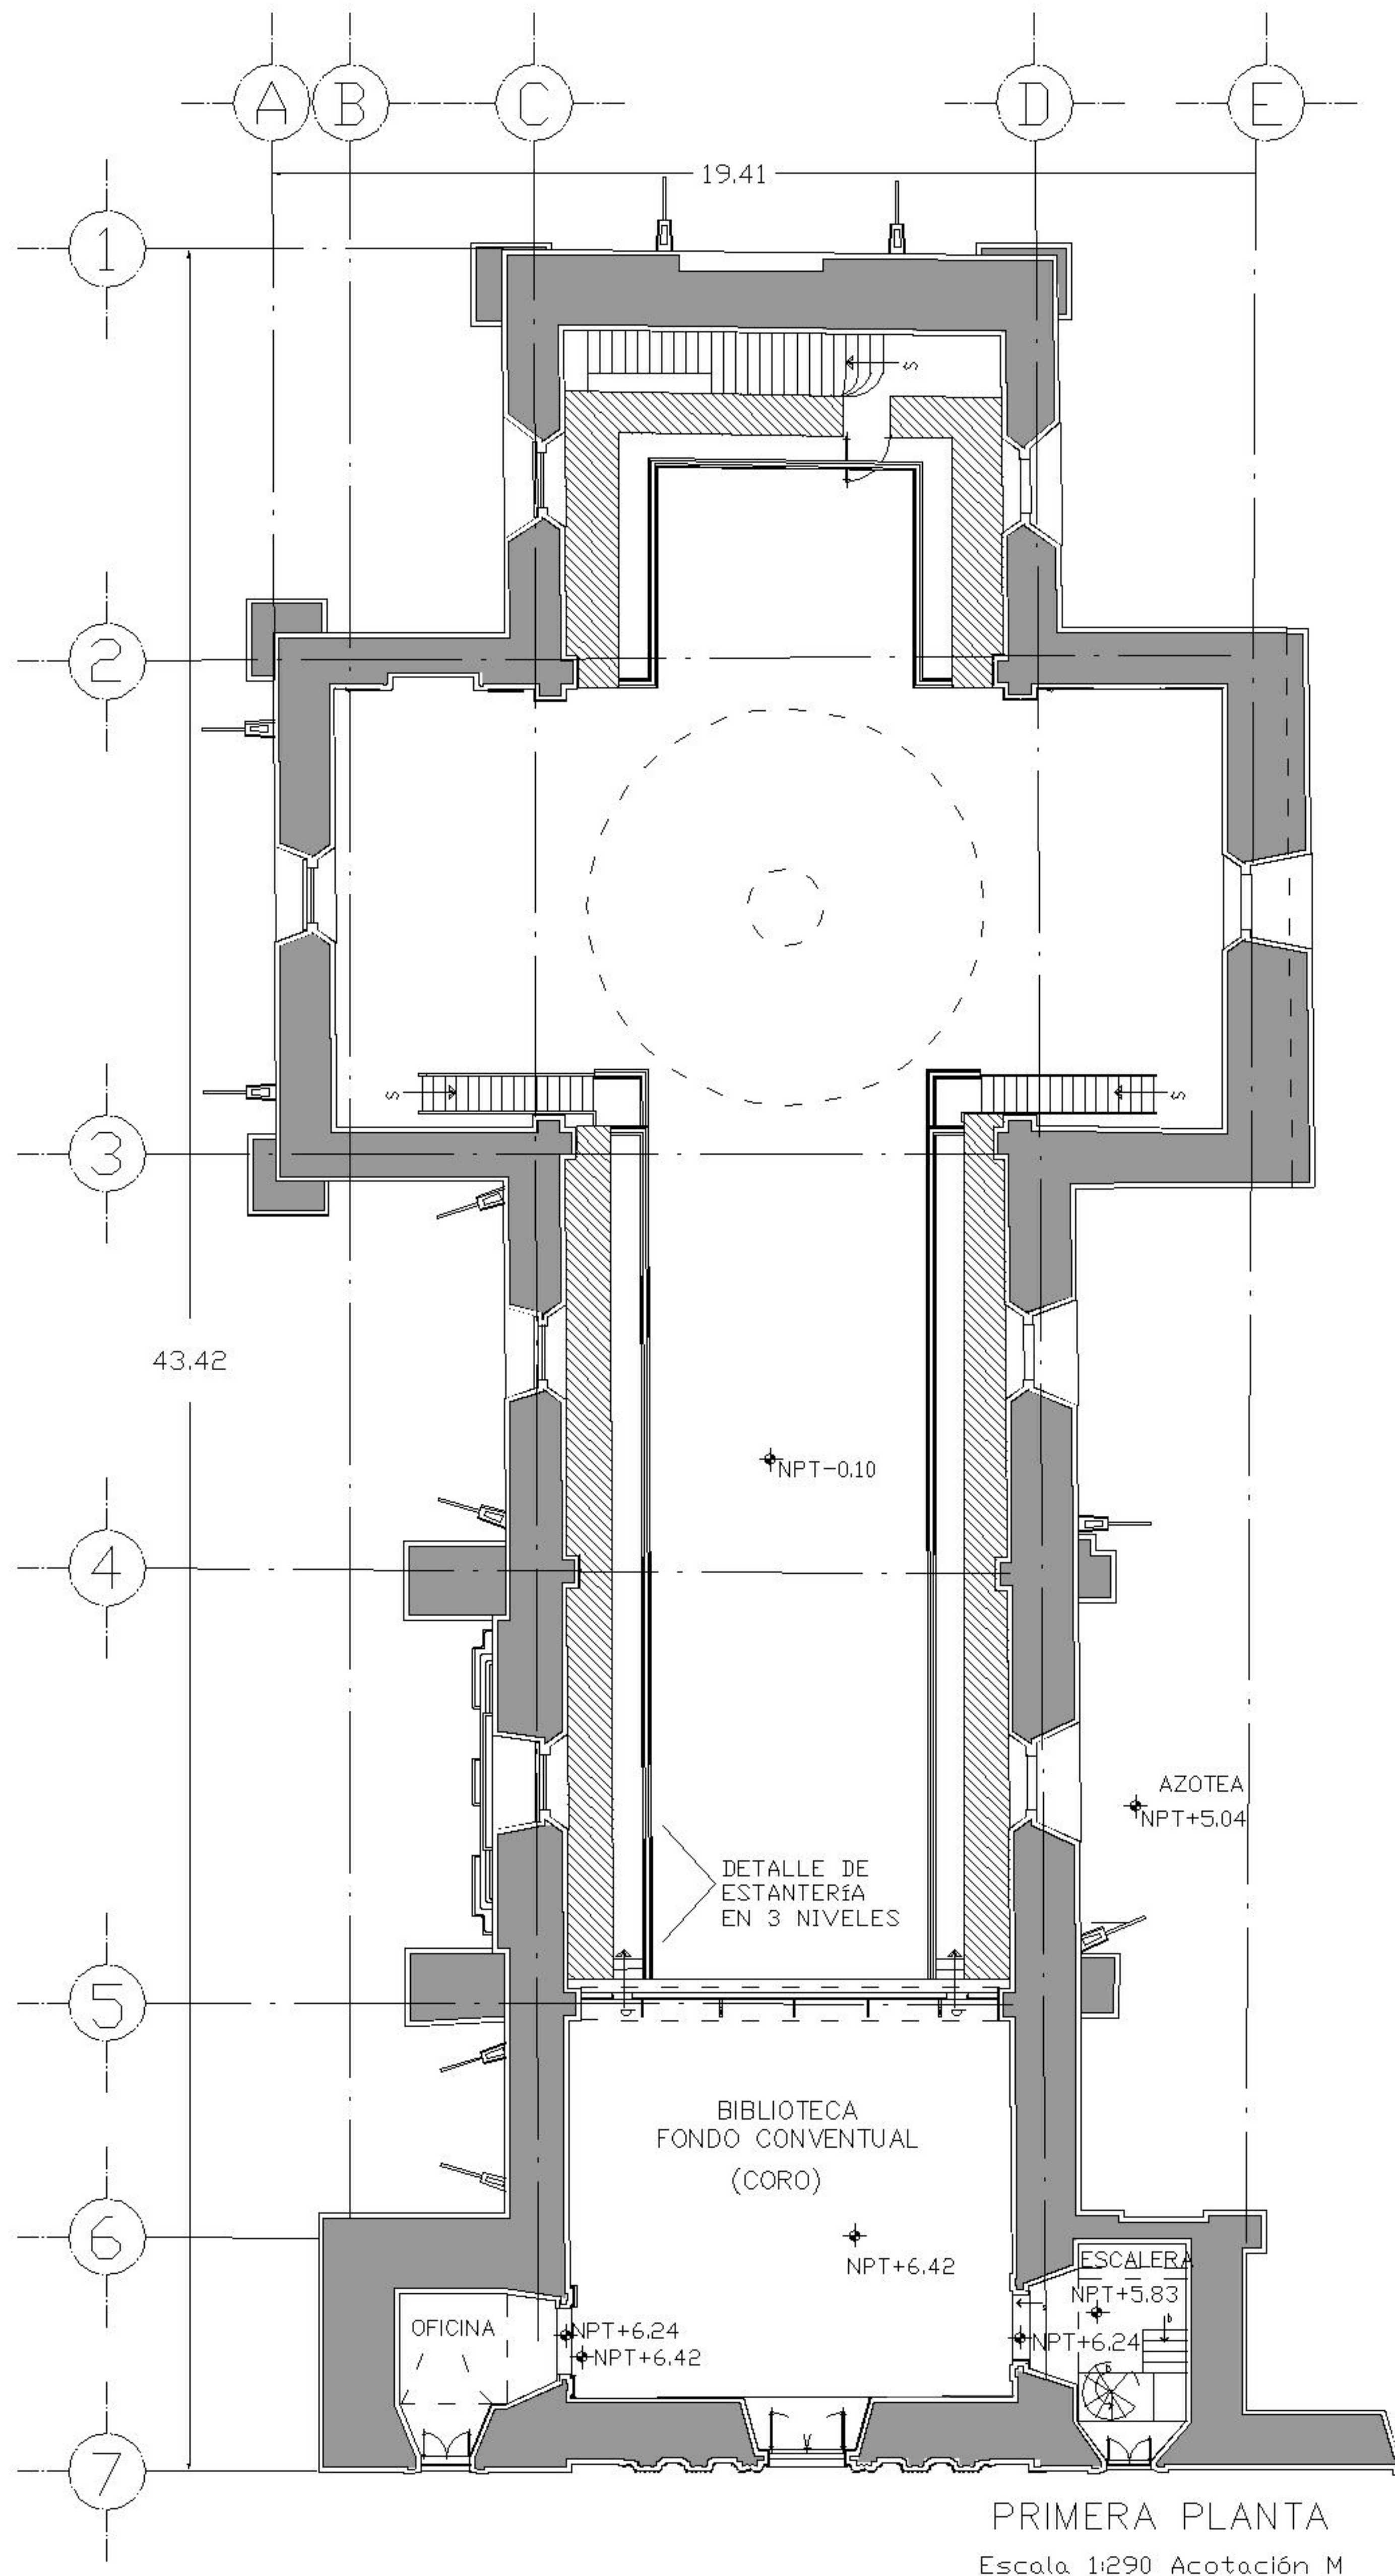 A B C D E
19.41
1
S
2
S S
3
43.42
NPT-0.10
4
AZOTEA
NPT+5.04
DETALLE DE
ESTANTERíA
EN 3 NIVELES
5
BIBLIOTECA
FONDO CONVENTUAL
(CORO)
6
NPT+6.42
ESCALERA
NPT+5.83
OFICINA
NPT+6.24
NPT+6.24
NPT+6.42
7
PRIMERA PLANTA
Escala 1:290 Acotación M